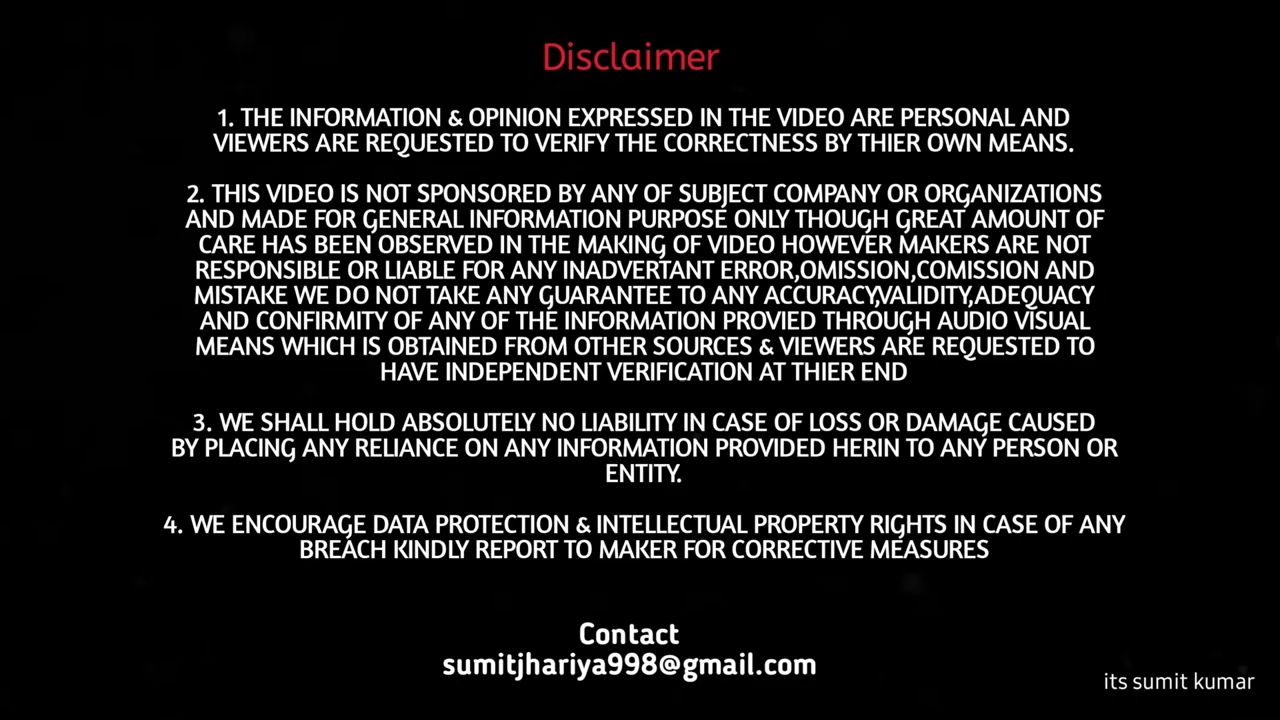 Disclaimer
1. THE INFORMATION & OPINION EXPRESSED IN THE VIDEO ARE PERSONAL AND
VIEWERS ARE REQUESTED TO VERIFY THE CORRECTNESS BY THIER OWN MEANS.
2. THIS VIDEO IS NOT SPONSORED BY ANY OF SUBJECT COMPANY OR ORGANIZATIONS
AND MADE FOR GENERAL INFORMATION PURPOSE ONLY THOUGH GREAT AMOUNT OF
CARE HAS BEEN OBSERVED IN THE MAKING OF VIDEO HOWEVER MAKERS ARE NOT
RESPONSIBLE OR LIABLE FOR ANY INADVERTANT ERROR,OMISSION,COMISSION AND
MISTAKE WE DO NOT TAKE ANY GUARANTEE TO ANY ACCURACY,VALIDITY,ADEQUACY
AND CONFIRMITY OF ANY OF THE INFORMATION PROVIED THROUGH AUDIO VISUAL
MEANS WHICH IS OBTAINED FROM OTHER SOURCES & VIEWERS ARE REQUESTED TO
HAVE INDEPENDENT VERIFICATION AT THIER END
3. WE SHALL HOLD ABSOLUTELY NO LIABILITY IN CASE OF LOSS OR DAMAGE CAUSED
BY PLACING ANY RELIANCE ON ANY INFORMATION PROVIDED HERIN TO ANY PERSON OR
ENTITY.
4. WE ENCOURAGE DATA PROTECTION & INTELLECTUAL PROPERTY RIGHTS IN CASE OF ANY
BREACH KINDLY REPORT TO MAKER FOR CORRECTIVE MEASURES
Contact
sumitjhariya998@gmail.com
its sumit kumar